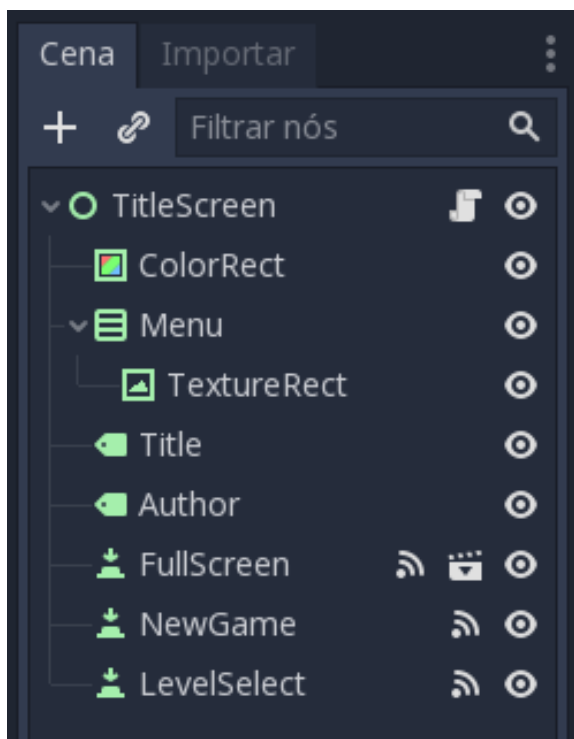 Cena Importar
Filtrar nós
TitleScreen
ColorRect
Menu
TextureRect
Title
Author
FullScreen
NewGame
LevelSelect